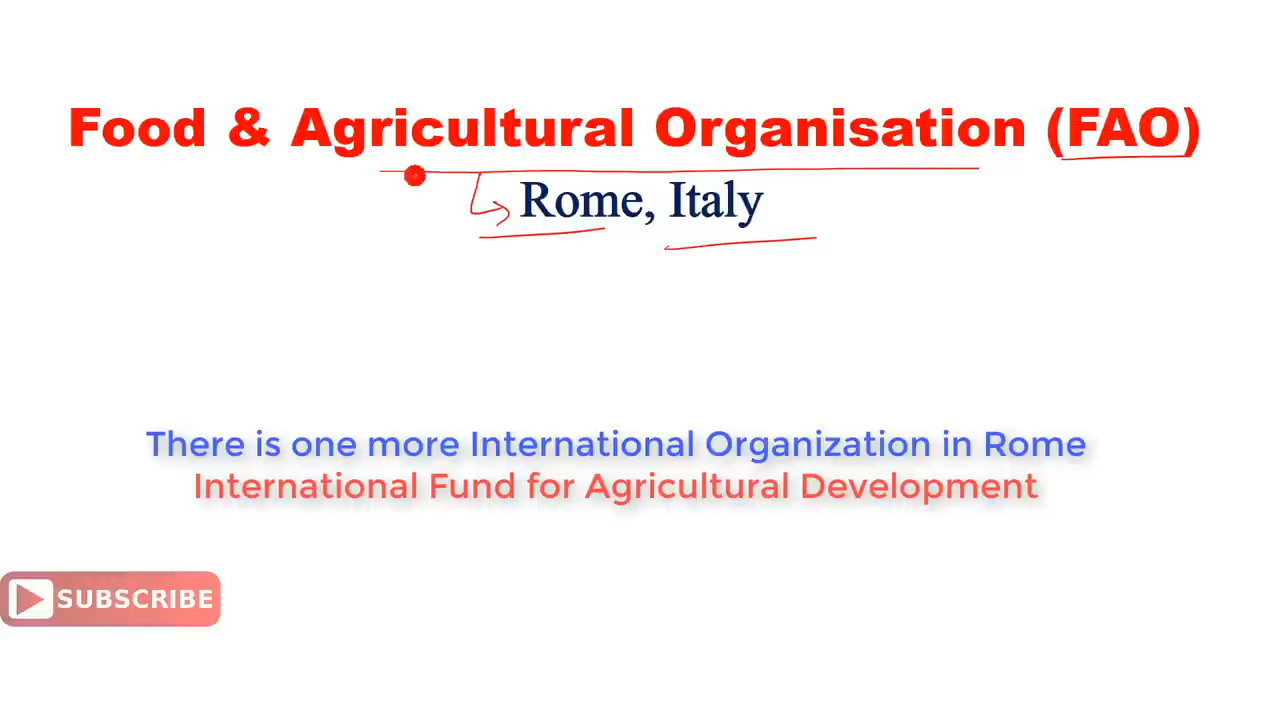 Food & Agricultural Organisation (FAO)
Rome, Italy
There is one more International Organization in Rome
International Fund for Agricultural Development
SUBSCRIBE